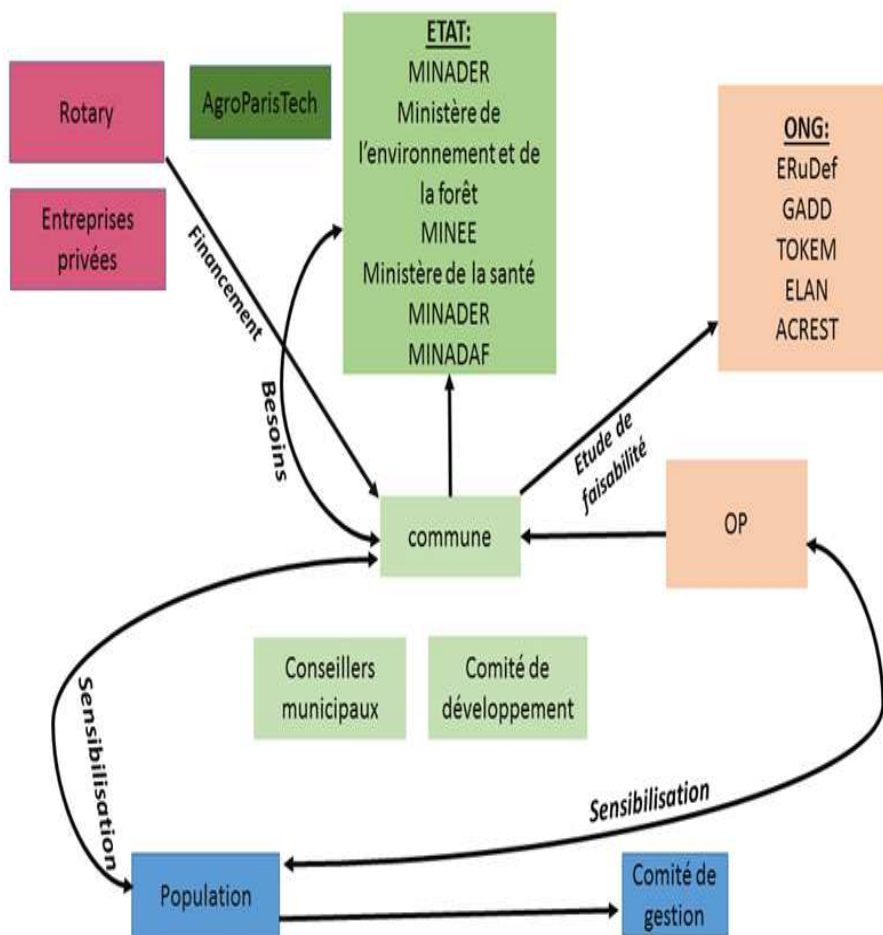 Rotary
Entreprises
privées
AgroParisTech
ETAT:
MINADER
Ministère de
l'environnement et de
la forêt
MINEE
Ministère de la santé
MINADER
MINADAF
ONG:
ERuDef
GADD
TOKEM
ELAN
ACREST
Financement
Besoins
Etude de
faisabilité
commune
OP
Conseillers
municipaux
Comité de
développement
Sensibilisation
Sensibilisation
Population
Comité de
gestion